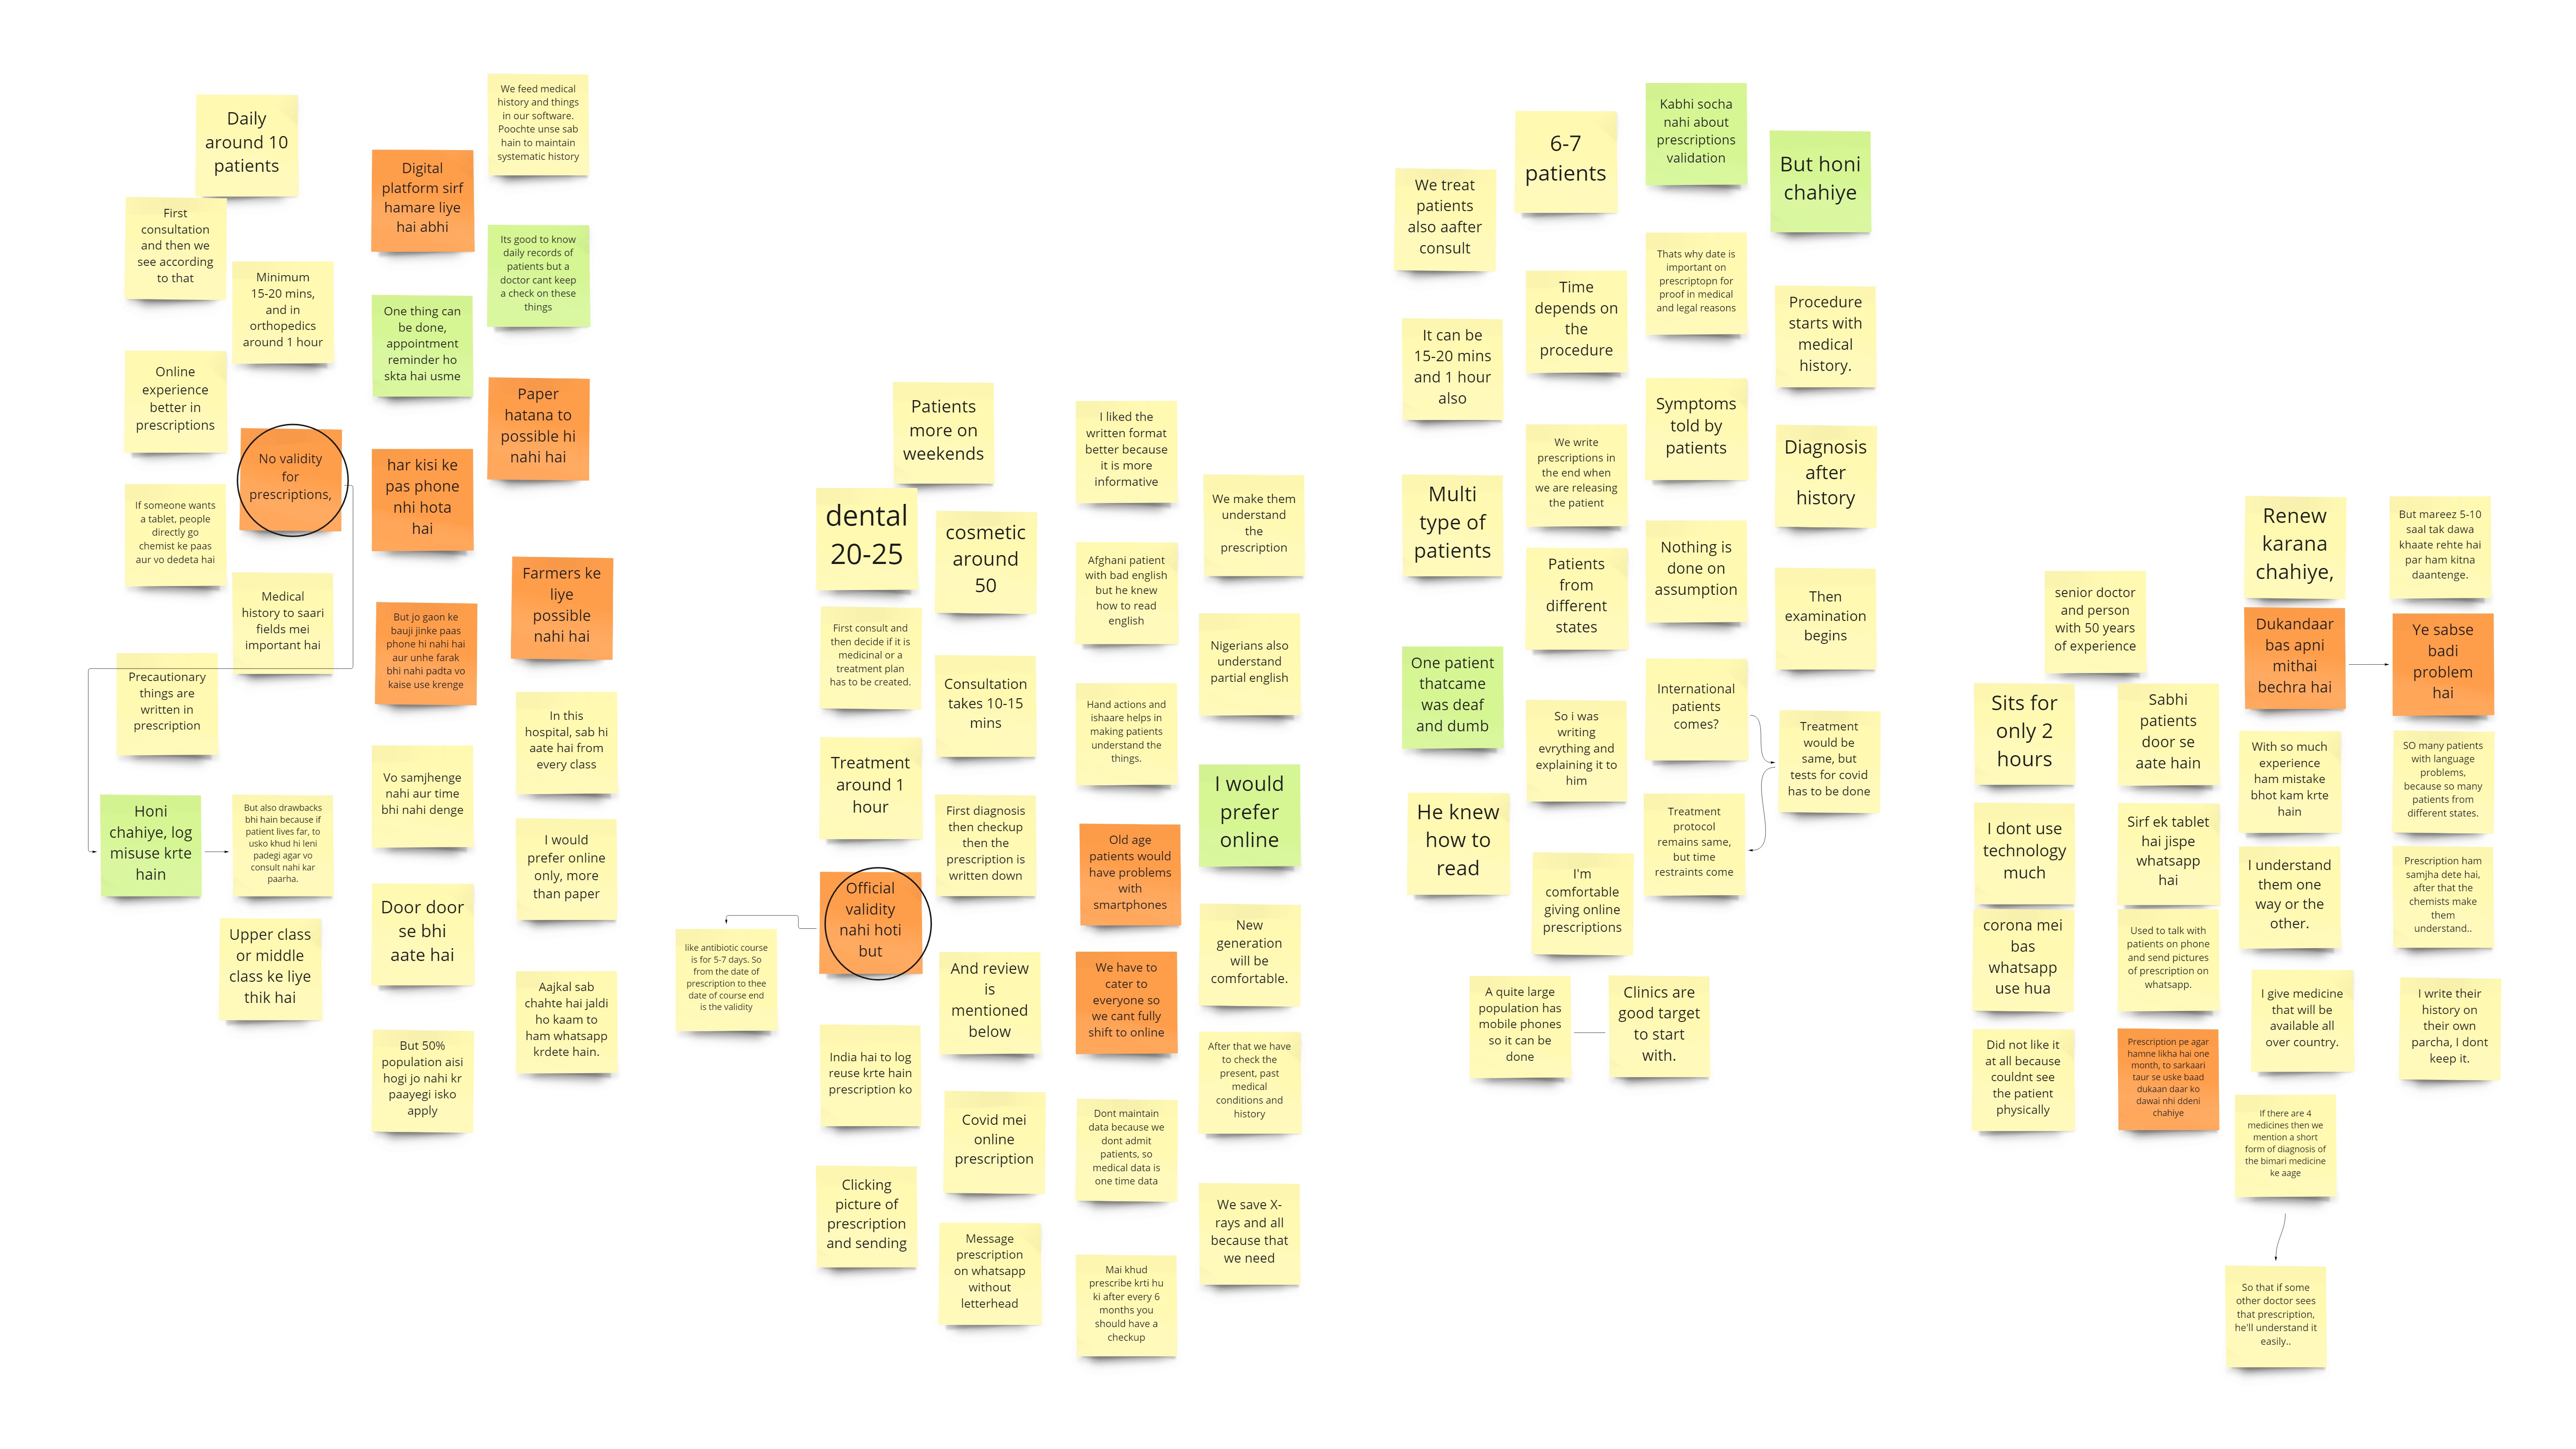 Daily
around 10
patients
First
consultation
and then we
see according
to that
Minimum
15-20 mins,
and in
orthopedics
around 1 hour
Online
experience
better in
prescriptions
No validity
for
prescriptions,
If someone wants
a tablet, people
directly go
chemist ke paas
aur vo dedeta hai
Medical
history to saari
fields mei
important hai
Precautionary
things are
written in
prescription
Honi
chahiye, log
misuse krte
hain
But also drawbacks
bhi hain because if
patient lives far, to
usko khud hi leni
padegi agar vo
consult nahi kar
paarha.
Upper class
or middle
class ke liye
thik hai
We feed medical
history and things
in our software.
Poochte unse sab
hain to maintain
systematic history
Digital
platform sirf
hamare liye
hai abhi
Its good to know
daily records of
patients but a
doctor cant keep
a check on these
things
One thing can
be done,
appointment
reminder ho
skta hai usme
Paper
hatana to
possible hi
nahi hai
har kisi ke
pas phone
nhi hota
hai
Farmers ke
liye
possible
nahi hai
But jo gaon ke
bauji jinke paas
phone hi nahi hai
aur unhe farak
bhi nahi padta vo
kaise use krenge
In this
hospital, sab hi
aate hai from
every class
Vo samjhenge
nahi aur time
bhi nahi denge
I would
prefer online
only, more
than paper
Door door
se bhi
aate hai
Aajkal sab
chahte hai jaldi
ho kaam to
ham whatsapp
krdete hain.
But 50%
population aisi
hogi jo nahi kr
paayegi isko
apply
Patients
more on
weekends
dental
20-25
cosmetic
around
50
First consult and
then decide if it is
medicinal or a
treatment plan
has to be created.
Consultation
takes 10-15
mins
Treatment
around 1
hour
First diagnosis
then checkup
then the
prescription is
written down
Official
validity
nahi hoti
but
like antibiotic course
is for 5-7 days. So
from the date of
prescription to thee
date of course end
is the validity
And review
is
mentioned
below
India hai to log
reuse krte hain
prescription ko
Covid mei
online
prescription
Clicking
picture of
prescription
and sending
Message
prescription
on whatsapp
without
letterhead
I liked the
written format
better because
it is more
informative
We make them
understand
the
prescription
Afghani patient
with bad english
but he knew
how to read
english
Nigerians also
understand
partial english
Hand actions and
ishaare helps in
making patients
understand the
things.
I would
prefer
online
Old age
patients would
have problems
with
smartphones
New
generation
will be
comfortable.
We have to
cater to
everyone so
we cant fully
shift to online
After that we have
to check the
present, past
medical
conditions and
history
Dont maintain
data because we
dont admit
patients, so
medical data is
one time data
We save X-
rays and all
because that
we need
Mai khud
prescribe krti hu
ki after every 6
months you
should have a
checkup
6-7
patients
We treat
patients
also aafter
consult
Kabhi socha
nahi about
prescriptions
validation
But honi
chahiye
Time
depends on
the
procedure
Thats why date is
important on
prescriptopn for
proof in medical
and legal reasons
Procedure
starts with
medical
history.
It can be
15-20 mins
and 1 hour
also
Symptoms
told by
patients
We write
prescriptions in
the end when
we are releasing
the patient
Diagnosis
after
history
Multi
type of
patients
Nothing is
done on
assumption
Patients
from
different
states
Then
examination
begins
One patient
thatcame
was deaf
and dumb
International
patients
comes?
So i was
writing
evrything and
explaining it to
him
Treatment
would be
same, but
tests for covid
has to be done
He knew
how to
read
Treatment
protocol
remains same,
but time
restraints come
I'm
comfortable
giving online
prescriptions
A quite large
population has
mobile phones
so it can be
done
Clinics are
good target
to start
with.
senior doctor
and person
with 50 years
of experience
Sits for
only 2
hours
Sabhi
patients
door se
aate hain
I dont use
technology
much
Sirf ek tablet
hai jispe
whatsapp
hai
corona mei
bas
whatsapp
use hua
Used to talk with
patients on phone
and send pictures
of prescription on
whatsapp.
Did not like it
at all because
couldnt see
the patient
physically
Prescription pe agar
hamne likha hai one
month, to sarkaari
taur se uske baad
dukaan daar ko
dawai nhi ddeni
chahiye
Renew
karana
chahiye,
But mareez 5-10
saal tak dawa
khaate rehte hai
par ham kitna
daantenge.
Dukandaar
bas apni
mithai
bechra hai
Ye sabse
badi
problem
hai
With so much
experience
ham mistake
bhot kam krte
hain
SO many patients
with language
problems,
because so many
patients from
different states.
I understand
them one
way or the
other.
Prescription ham
samjha dete hai,
after that the
chemists make
them
understand..
I give medicine
that will be
available all
over country.
I write their
history on
their own
parcha, I dont
keep it.
If there are 4
medicines then we
mention a short
form of diagnosis of
the bimari medicine
ke aage
So that if some
other doctor sees
that prescription,
he'll understand it
easily..